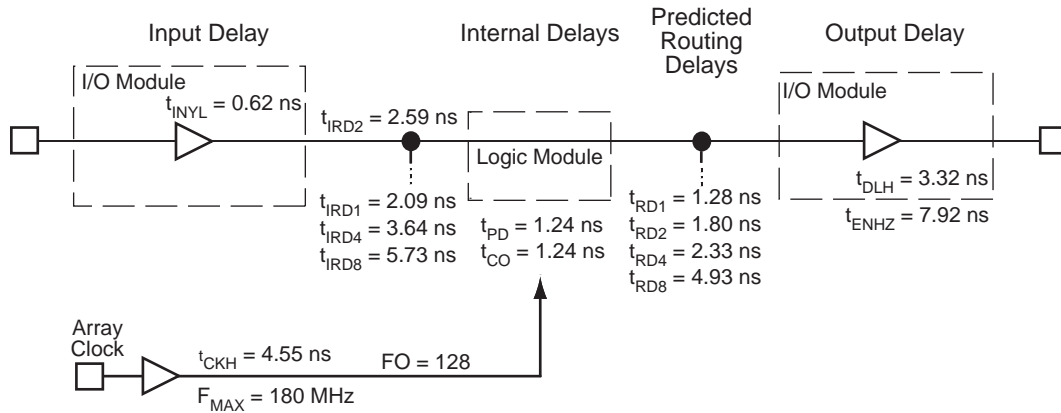 Input Delay
Internal Delays
Predicted
Routing
Delays
Output Delay
I/O Module
tINYL = 0.62 ns
tIRD2 = 2.59 ns
tIRD1 = 2.09 ns
tIRD4 = 3.64 ns
tIRD8 = 5.73 ns
Logic Module
tPD = 1.24 ns
tCO = 1.24 ns
tRD1 = 1.28 ns
tRD2 = 1.80 ns
tRD4 = 2.33 ns
tRD8 = 4.93 ns
I/O Module
tDLH = 3.32 ns
tENHZ = 7.92 ns
Array
Clock
tCKH = 4.55 ns
FO = 128
FMAX = 180 MHz